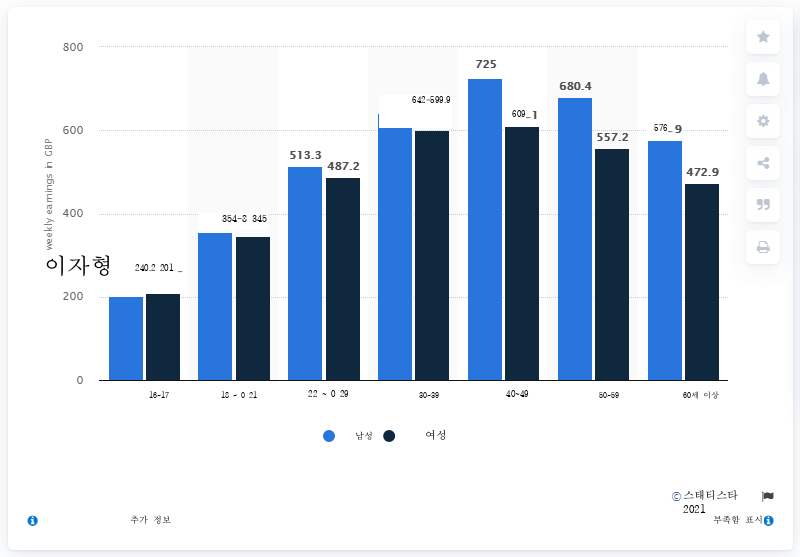 800
725
680.4
642-599.9
600
609_1
576_9
557.2
513.3
487.2
472.9
weekly earnings in GBP
400
354-8 345
이자형
240.2 201 _
200
0
16-17
18 ~ 0 21
22 ~ 0 29
30-39
40-49
50-59
60세 이상
남성
여성
© 스태티스타 2021
추가 정보
부족함 표시